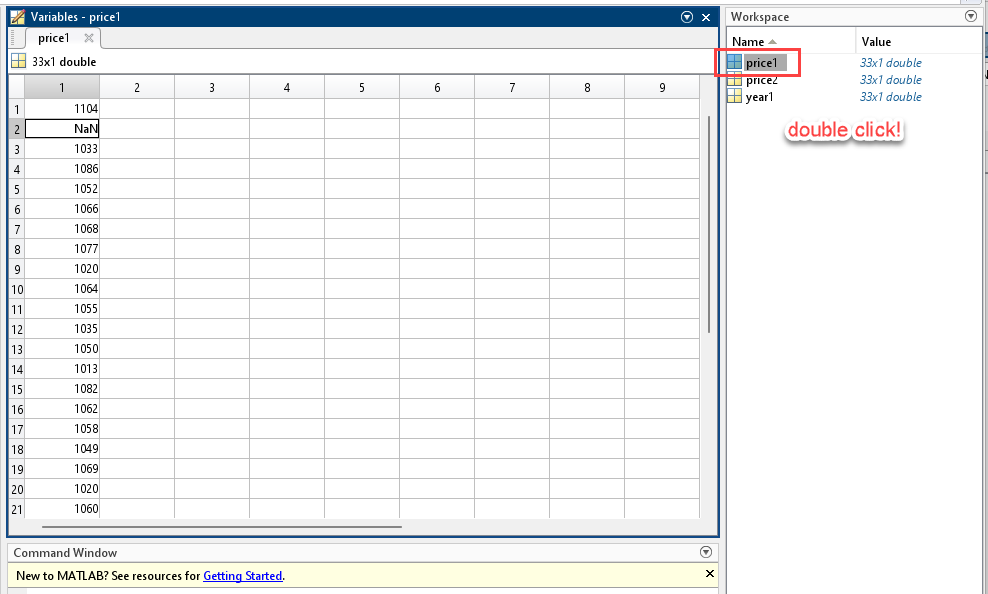 Variables - price1
price1
33x1 double
1 2 3 4 5 6 7 8 9
1 1104
2 NaN
3 1033
4 1086
5 1052
6 1066
7 1068
8 1077
9 1020
10 1064
11 1055
12 1035
13 1050
14 1013
15 1082
16 1062
17 1058
18 1049
19 1069
20 1020
21 1060
Command Window
New to MATLAB? See resources for Getting Started.
Workspace
Name Value
price1 33x1 double
price2 33x1 double
year1 33x1 double
double click!